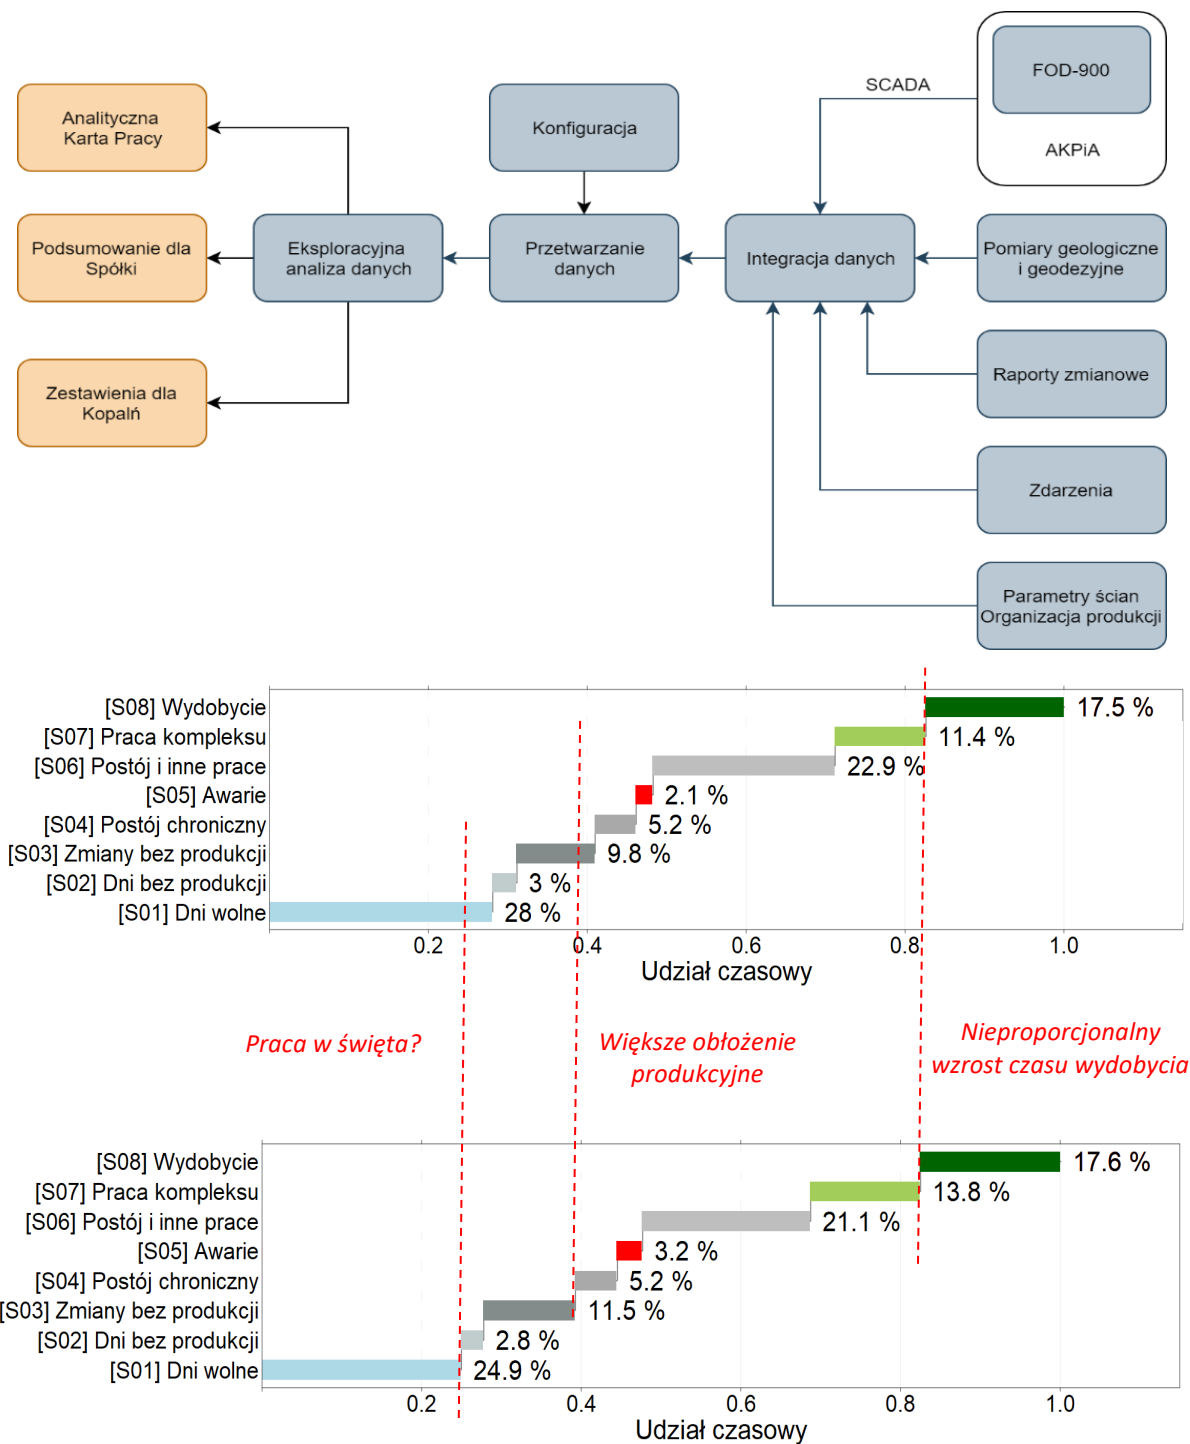 FOD-900
SCADA
AKPiA
Analityczna
Karta Pracy
Konfiguracja
Podsumowanie dla
Spółki
Eksploracyjna
analiza danych
Przetwarzanie
danych
Integracja danych
Pomiary geologiczne
i geodezyjne
Raporty zmianowe
Zestawienia dla
Kopalń
Zdarzenia
Parametry ścian
Organizacja produkcji
[S08] Wydobycie 17.5 %
[S07] Praca kompleksu 11.4 %
[S06] Postój i inne prace 22.9 %
[S05] Awarie 2.1 %
[S04] Postój chroniczny 5.2 %
[S03] Zmiany bez produkcji 9.8 %
[S02] Dni bez produkcji 3 %
[S01] Dni wolne 28 %
0.2 0.4 0.6 0.8 1.0
Udział czasowy
Praca w święta?
Większe obłożenie
produkcyjne
Nieproporcjonalny
wzrost czasu wydobycia
[S08] Wydobycie 17.6 %
[S07] Praca kompleksu 13.8 %
[S06] Postój i inne prace 21.1 %
[S05] Awarie 3.2 %
[S04] Postój chroniczny 5.2 %
[S03] Zmiany bez produkcji 11.5 %
[S02] Dni bez produkcji 2.8 %
[S01] Dni wolne 24.9 %
0.2 0.4 0.6 0.8 1.0
Udział czasowy